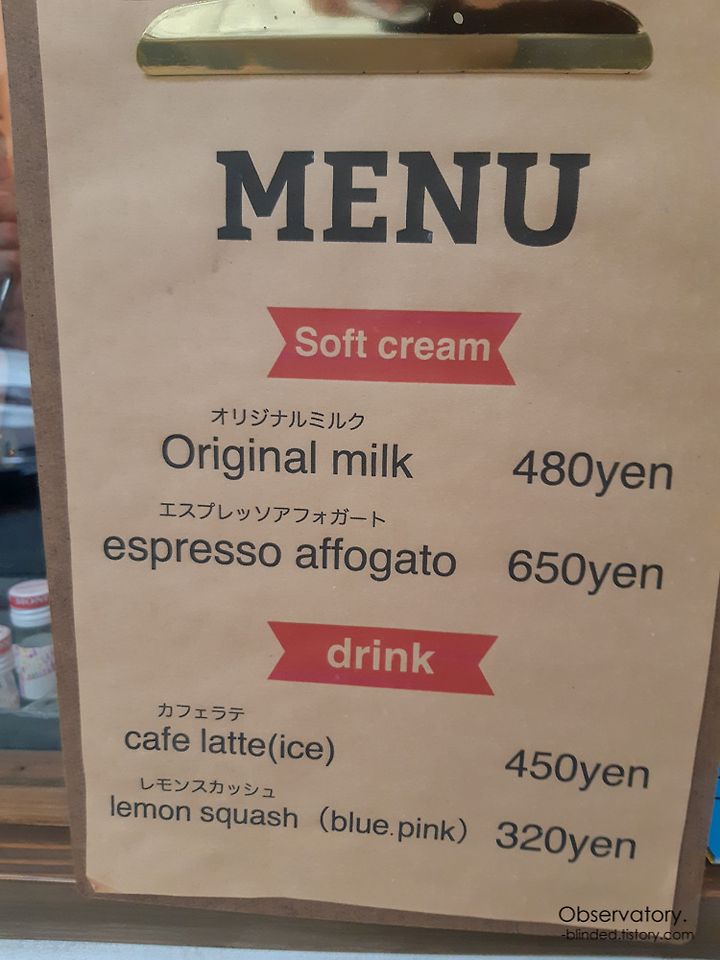 MENU
Soft cream
オリジナルミルク
Original milk 480yen
エスプレッソアフォガート
espresso affogato 650yen
drink
カフェラテ
cafe latte(ice) 450yen
レモンスカッシュ
lemon squash（blue.pink） 320yen
Observatory.
-blinded.tistory.com